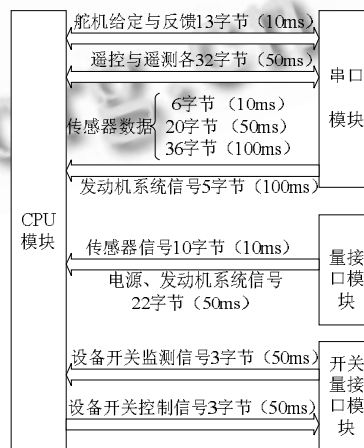 舵机给定与反馈13字节（10ms）
遥控与遥测各32字节（50ms）
传感器数据
6字节 （10ms）
20字节 （50ms）
36字节 （100ms）
发动机系统信号5字节（100ms）
串口
模块
CPU
模块
传感器信号10字节（10ms）
电源、发动机系统信号
22字节（50ms）
量接
口模
块
设备开关监测信号3字节（50ms）
设备开关控制信号3字节（50ms）
开关
量接
口模
块